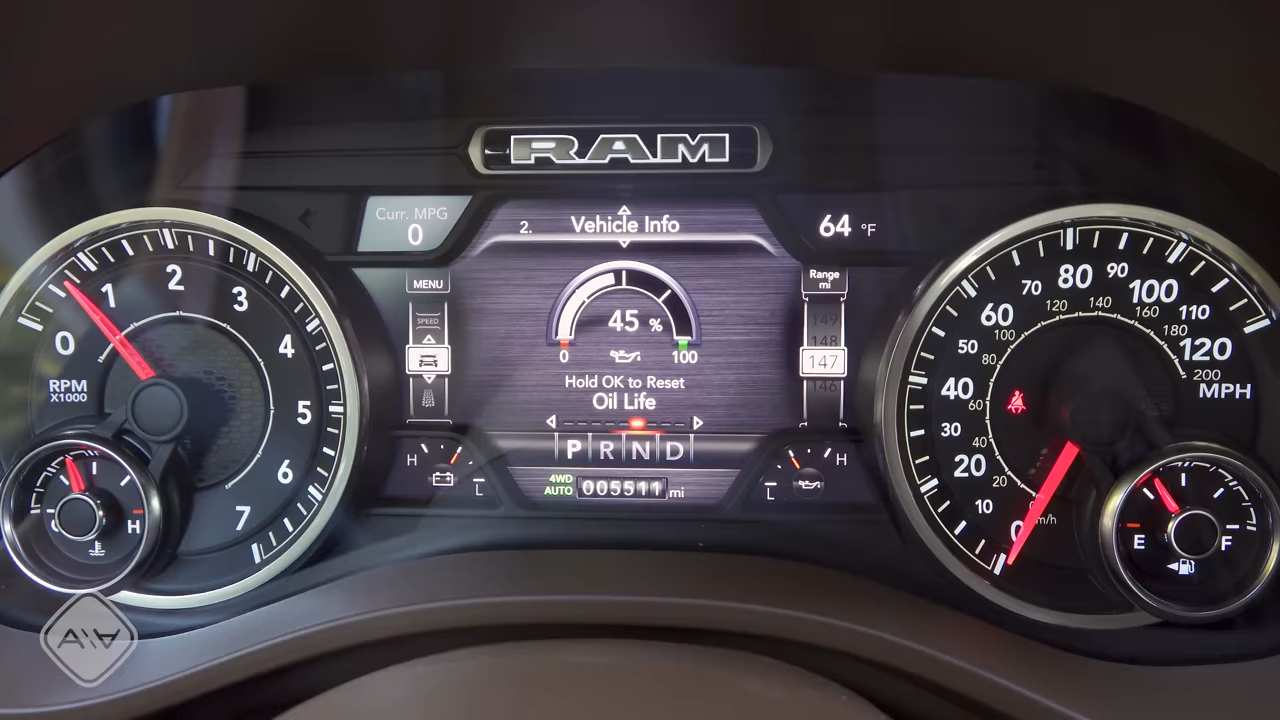 RAM
Curr. MPG
0
2. Vehicle Info
64 °F
MENU
SPEED
Range
mi
149
148
147
146
45 %
0
100
Hold OK to Reset
Oil Life
P R N D
4WD
AUTO
005511 mi
H
L
L
H
0
1
2
3
4
5
6
7
RPM
X1000
H
0
10
20
30
40
50
60
70
80
90
100
110
120
MPH
20
40
60
80
100
120
140
160
180
200
km/h
E
F